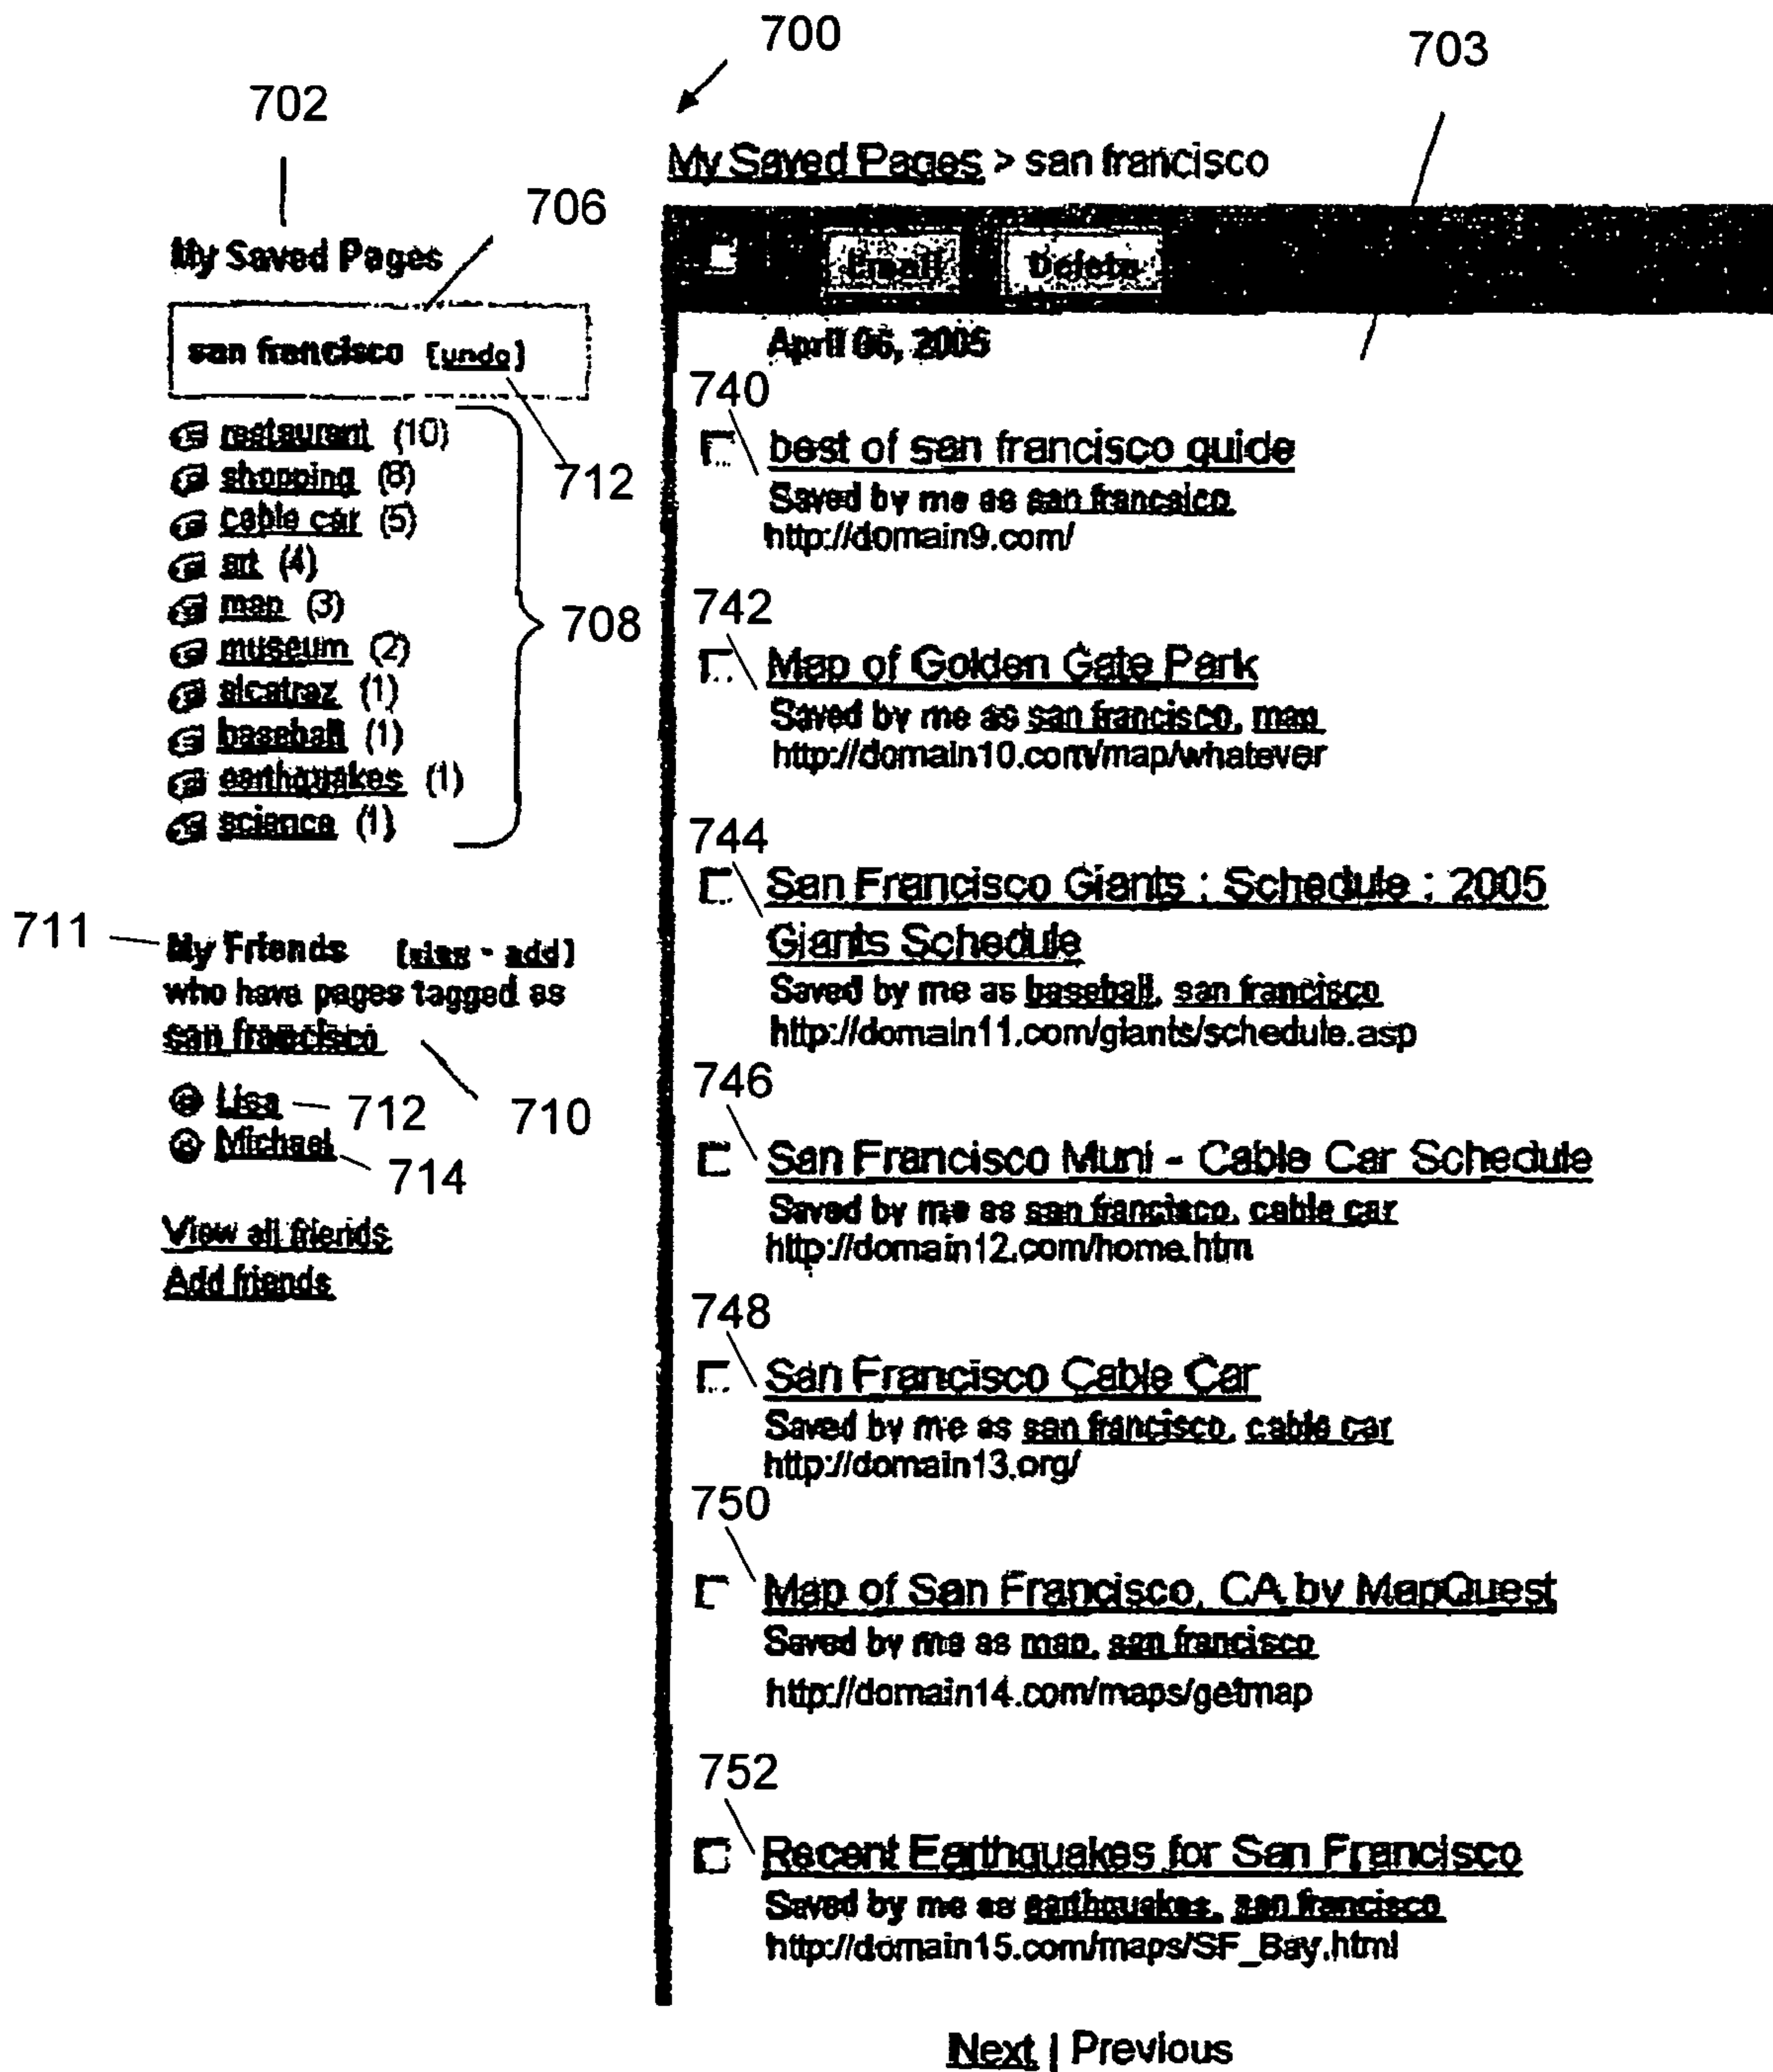 700
703
702
My Saved Pages > san francisco
706
My Saved Pages
Email Delete
san francisco [undo]
April 06, 2005
740
restaurant (10)
best of san francisco guide
shopping (8)
712
Saved by me as san francaico
cable car (5)
http://domain9.com/
art (4)
map (3)
742
708
museum (2)
Map of Golden Gate Park
alcatraz (1)
Saved by me as san francisco, map
baseball (1)
http://domain10.com/map/whatever
earthquakes (1)
science (1)
744
San Francisco Giants : Schedule : 2005
Giants Schedule
711
My Friends [view - add]
who have pages tagged as
san francisco
Saved by me as baseball, san francisco
http://domain11.com/giants/schedule.asp
746
Lisa 712
710
Michael
714
San Francisco Muni - Cable Car Schedule
Saved by me as san francisco, cable car
http://domain12.com/home.htm
View all friends
Add friends
748
San Francisco Cable Car
Saved by me as san francisco, cable car
http://domain13.org/
750
Map of San Francisco, CA by MapQuest
Saved by me as map, san francisco
http://domain14.com/maps/getmap
752
Recent Earthquakes for San Francisco
Saved by me as earthquakes, san francisco
http://domain15.com/maps/SF_Bay.html
Next | Previous